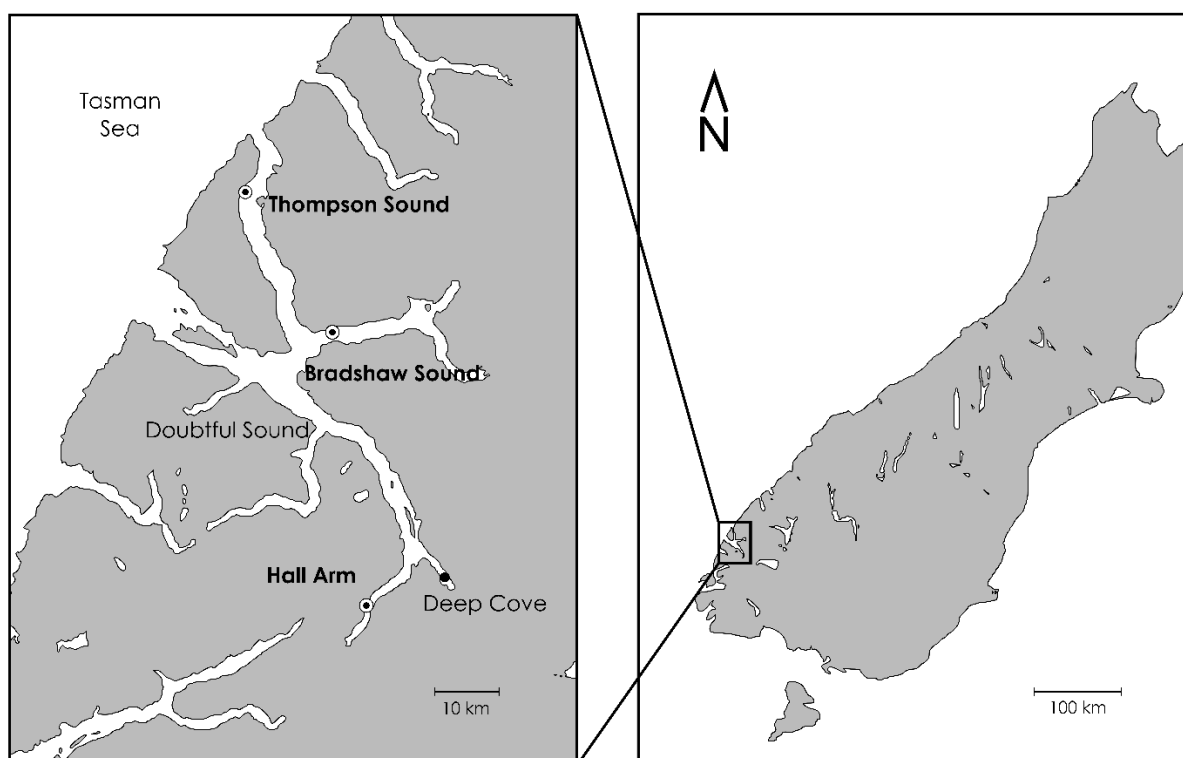 Tasman
Sea
Thompson Sound
Bradshaw Sound
Doubtful Sound
Hall Arm
Deep Cove
10 km
N
100 km